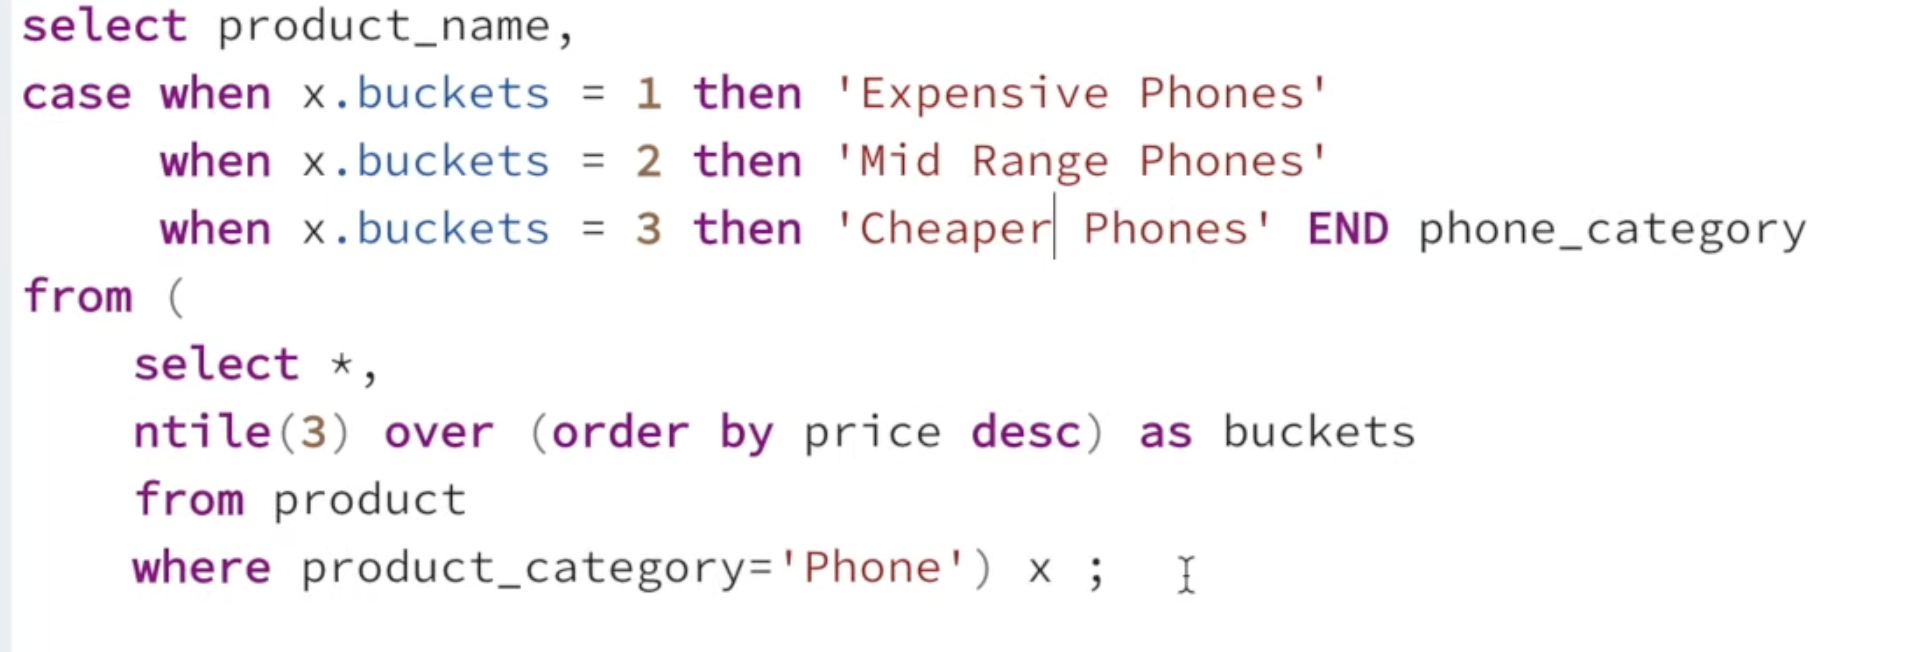 select product_name,
case when x.buckets = 1 then 'Expensive Phones'
     when x.buckets = 2 then 'Mid Range Phones'
     when x.buckets = 3 then 'Cheaper Phones' END phone_category
from (
    select *,
    ntile(3) over (order by price desc) as buckets
    from product
    where product_category='Phone') x ;